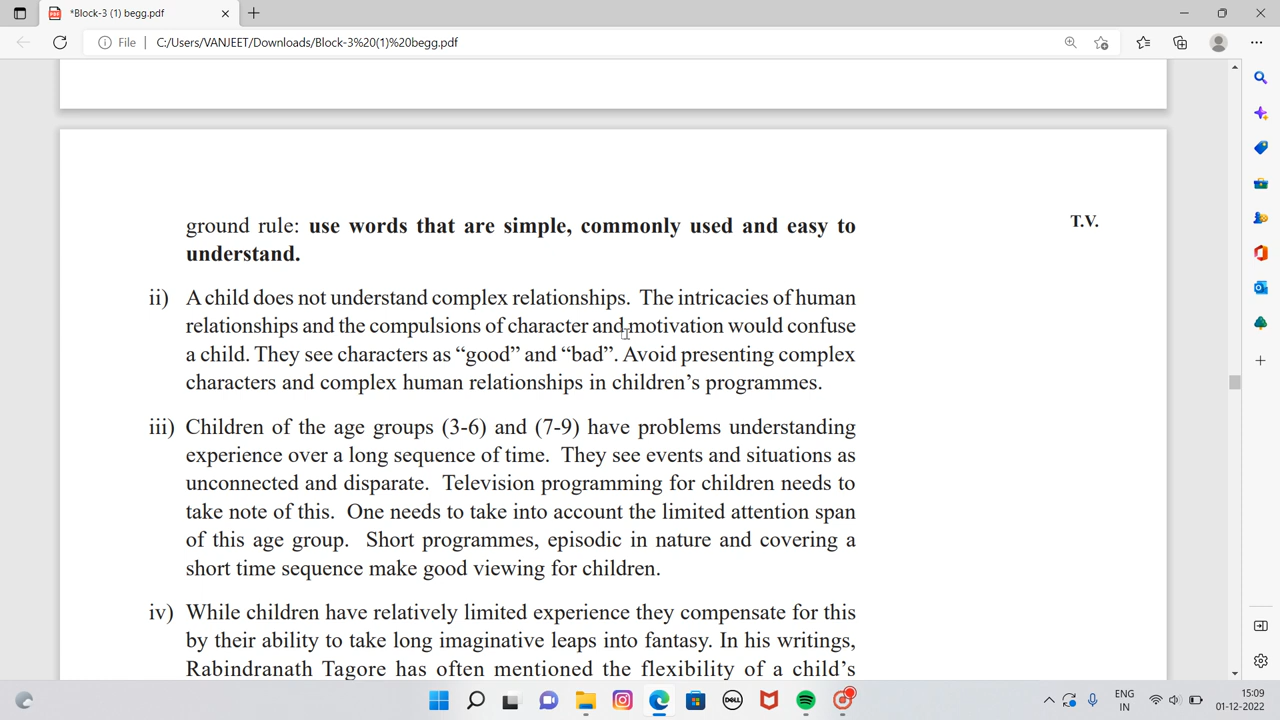 *Block-3 (1) begg.pdf
File
C:/Users/VANJEET/Downloads/Block-3%20(1)%20begg.pdf
ground rule: use words that are simple, commonly used and easy to
understand.
T.V.
ii) A child does not understand complex relationships. The intricacies of human
relationships and the compulsions of character and motivation would confuse
a child. They see characters as “good” and “bad”. Avoid presenting complex
characters and complex human relationships in children’s programmes.
iii) Children of the age groups (3-6) and (7-9) have problems understanding
experience over a long sequence of time. They see events and situations as
unconnected and disparate. Television programming for children needs to
take note of this. One needs to take into account the limited attention span
of this age group. Short programmes, episodic in nature and covering a
short time sequence make good viewing for children.
iv) While children have relatively limited experience they compensate for this
by their ability to take long imaginative leaps into fantasy. In his writings,
Rabindranath Tagore has often mentioned the flexibility of a child’s
DELL
ENG
IN
15:09
01-12-2022